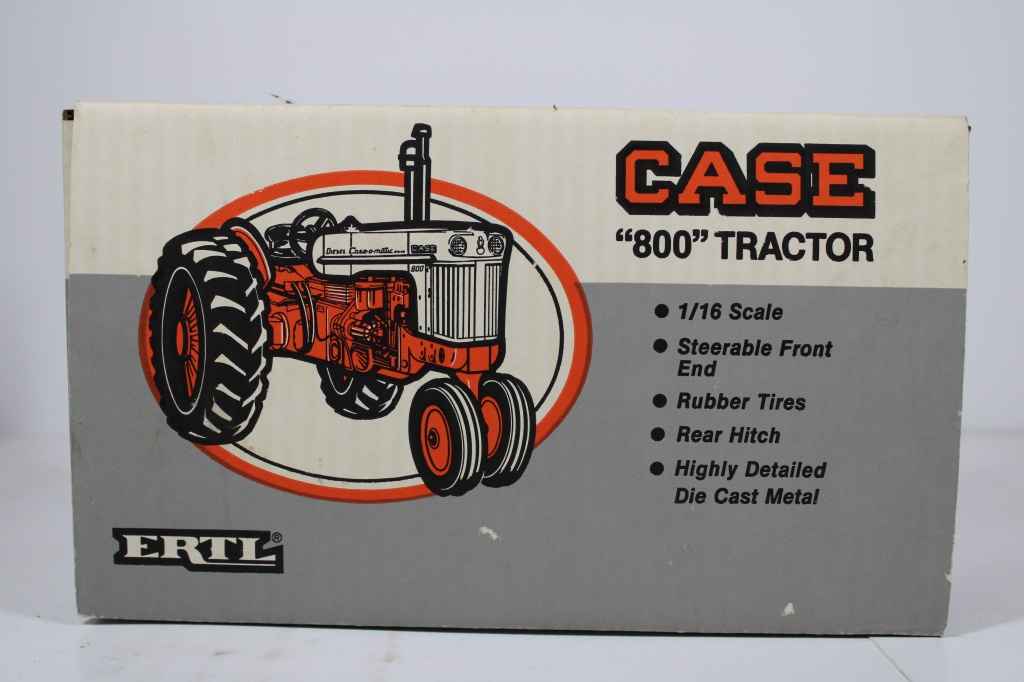 CASE
"800" TRACTOR
DIESEL Case-o-matic DRIVE CASE
800
• 1/16 Scale
• Steerable Front
End
• Rubber Tires
• Rear Hitch
• Highly Detailed
Die Cast Metal
ERTL®